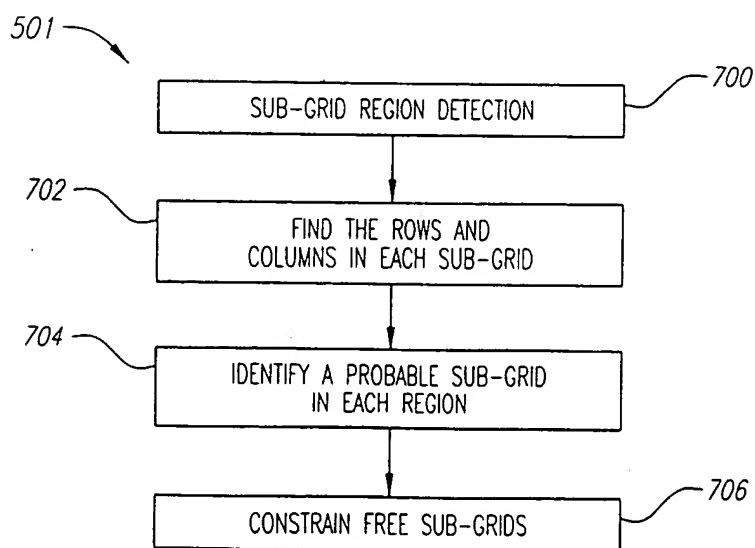 501
700
SUB-GRID REGION DETECTION
702
FIND THE ROWS AND
COLUMNS IN EACH SUB-GRID
704
IDENTIFY A PROBABLE SUB-GRID
IN EACH REGION
706
CONSTRAIN FREE SUB-GRIDS